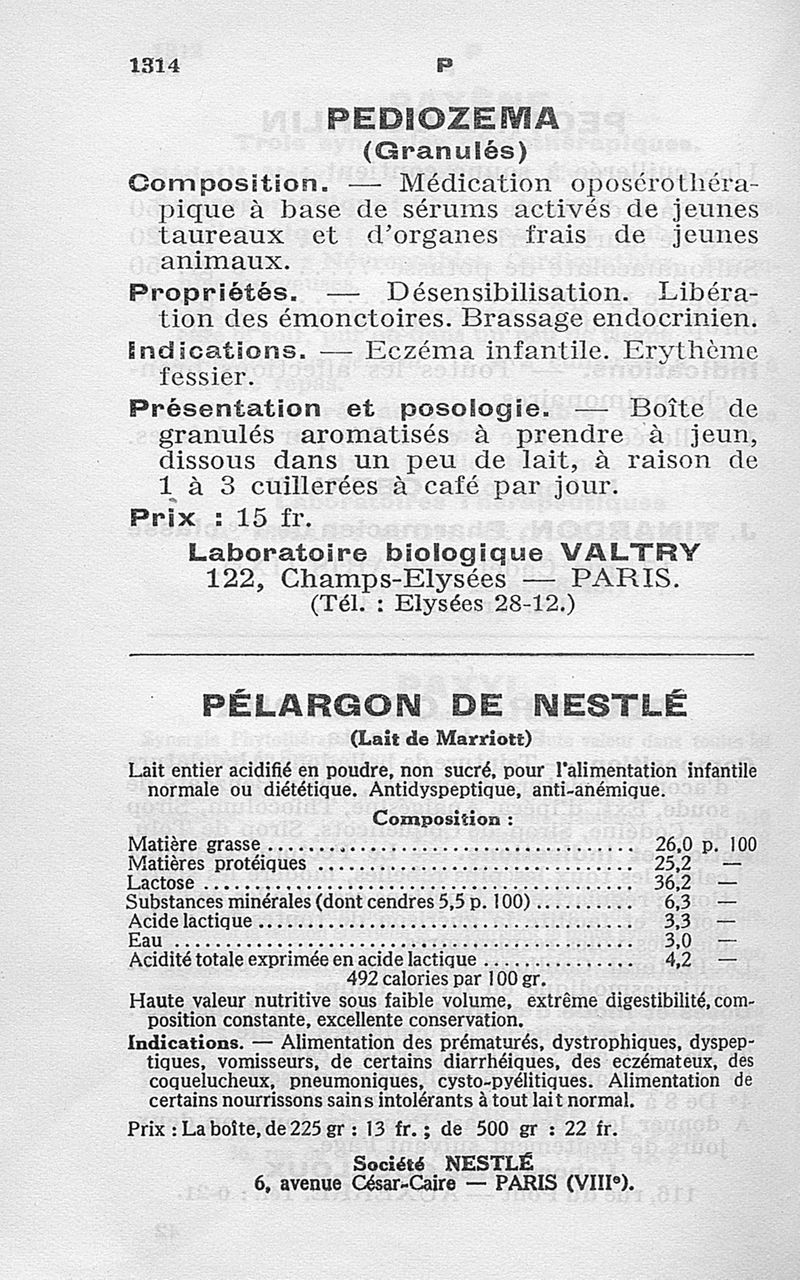 1314 P
PEDIOZEMA
(Granulés)
Composition. — Médication oposérothéra-
pique à base de sérums activés de jeunes
taureaux et d'organes frais de jeunes
animaux.
Propriétés. — Désensibilisation. Libéra-
tion des émonctoires. Brassage endocrinien.
Indications. — Eczéma infantile. Erythème
fessier.
Présentation et posologie. — Boîte de
granulés aromatisés à prendre à jeun,
dissous dans un peu de lait, à raison de
1 à 3 cuillerées à café par jour.
Prix : 15 fr.
Laboratoire biologique VALTRY
122, Champs-Elysées — PARIS.
(Tél. : Elysées 28-12.)
PÉLARGON DE NESTLÉ
(Lait de Marriott)
Lait entier acidifié en poudre, non sucré, pour l'alimentation infantile
normale ou diététique. Antidyspeptique, anti-anémique.
Composition :
Matière grasse ........................ 26,0 p. 100
Matières protéiques ........................ 25,2 —
Lactose ........................ 36,2 —
Substances minérales (dont cendres 5,5 p. 100) ........ 6,3 —
Acide lactique ........................ 3,3 —
Eau ........................ 3,0 —
Acidité totale exprimée en acide lactique ............... 4,2 —
492 calories par 100 gr.
Haute valeur nutritive sous faible volume, extrême digestibilité, com-
position constante, excellente conservation.
Indications. — Alimentation des prématurés, dystrophiques, dyspep-
tiques, vomisseurs, de certains diarrhéiques, des eczémateux, des
coquelucheux, pneumoniques, cysto-pyélitiques. Alimentation de
certains nourrissons sains intolérants à tout lait normal.
Prix : La boîte, de 225 gr : 13 fr. ; de 500 gr : 22 fr.
Société NESTLÉ
6, avenue César-Caire — PARIS (VIIIe).